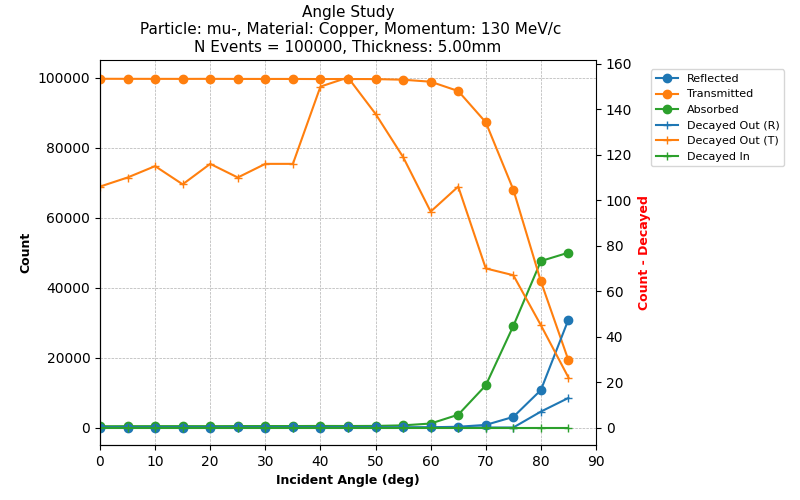 Angle Study
Particle: mu-, Material: Copper, Momentum: 130 MeV/c
N Events = 100000, Thickness: 5.00mm
100000
80000
60000
40000
20000
0
Count
0 10 20 30 40 50 60 70 80 90
Incident Angle (deg)
160
140
120
100
80
60
40
20
0
Count - Decayed
Reflected
Transmitted
Absorbed
Decayed Out (R)
Decayed Out (T)
Decayed In